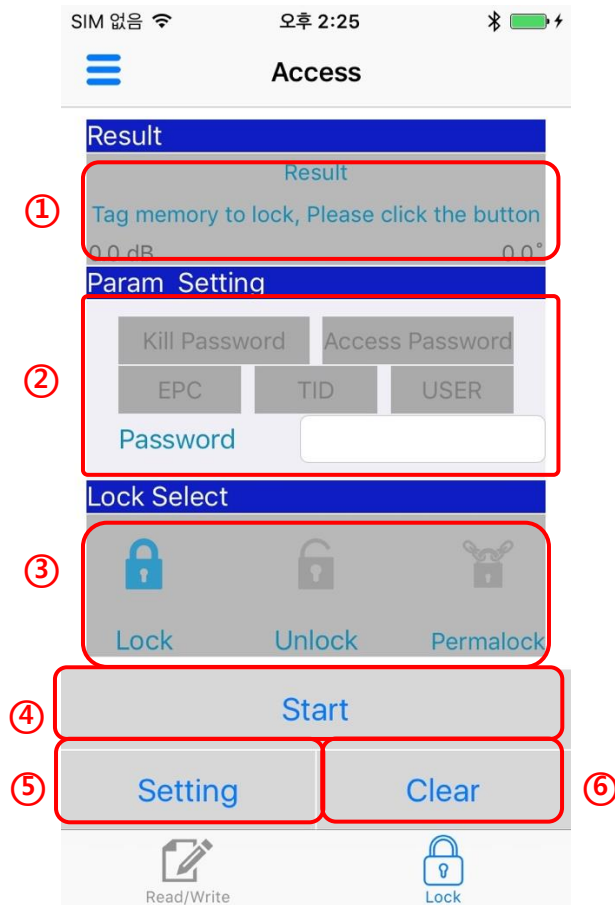 SIM 없음 오후 2:25
Access
Result
Result
① Tag memory to lock, Please click the button
0.0 dB 0.0°
Param Setting
Kill Password Access Password
② EPC TID USER
Password
Lock Select
③
Lock Unlock Permalock
④ Start
⑤ Setting Clear ⑥
Read/Write Lock